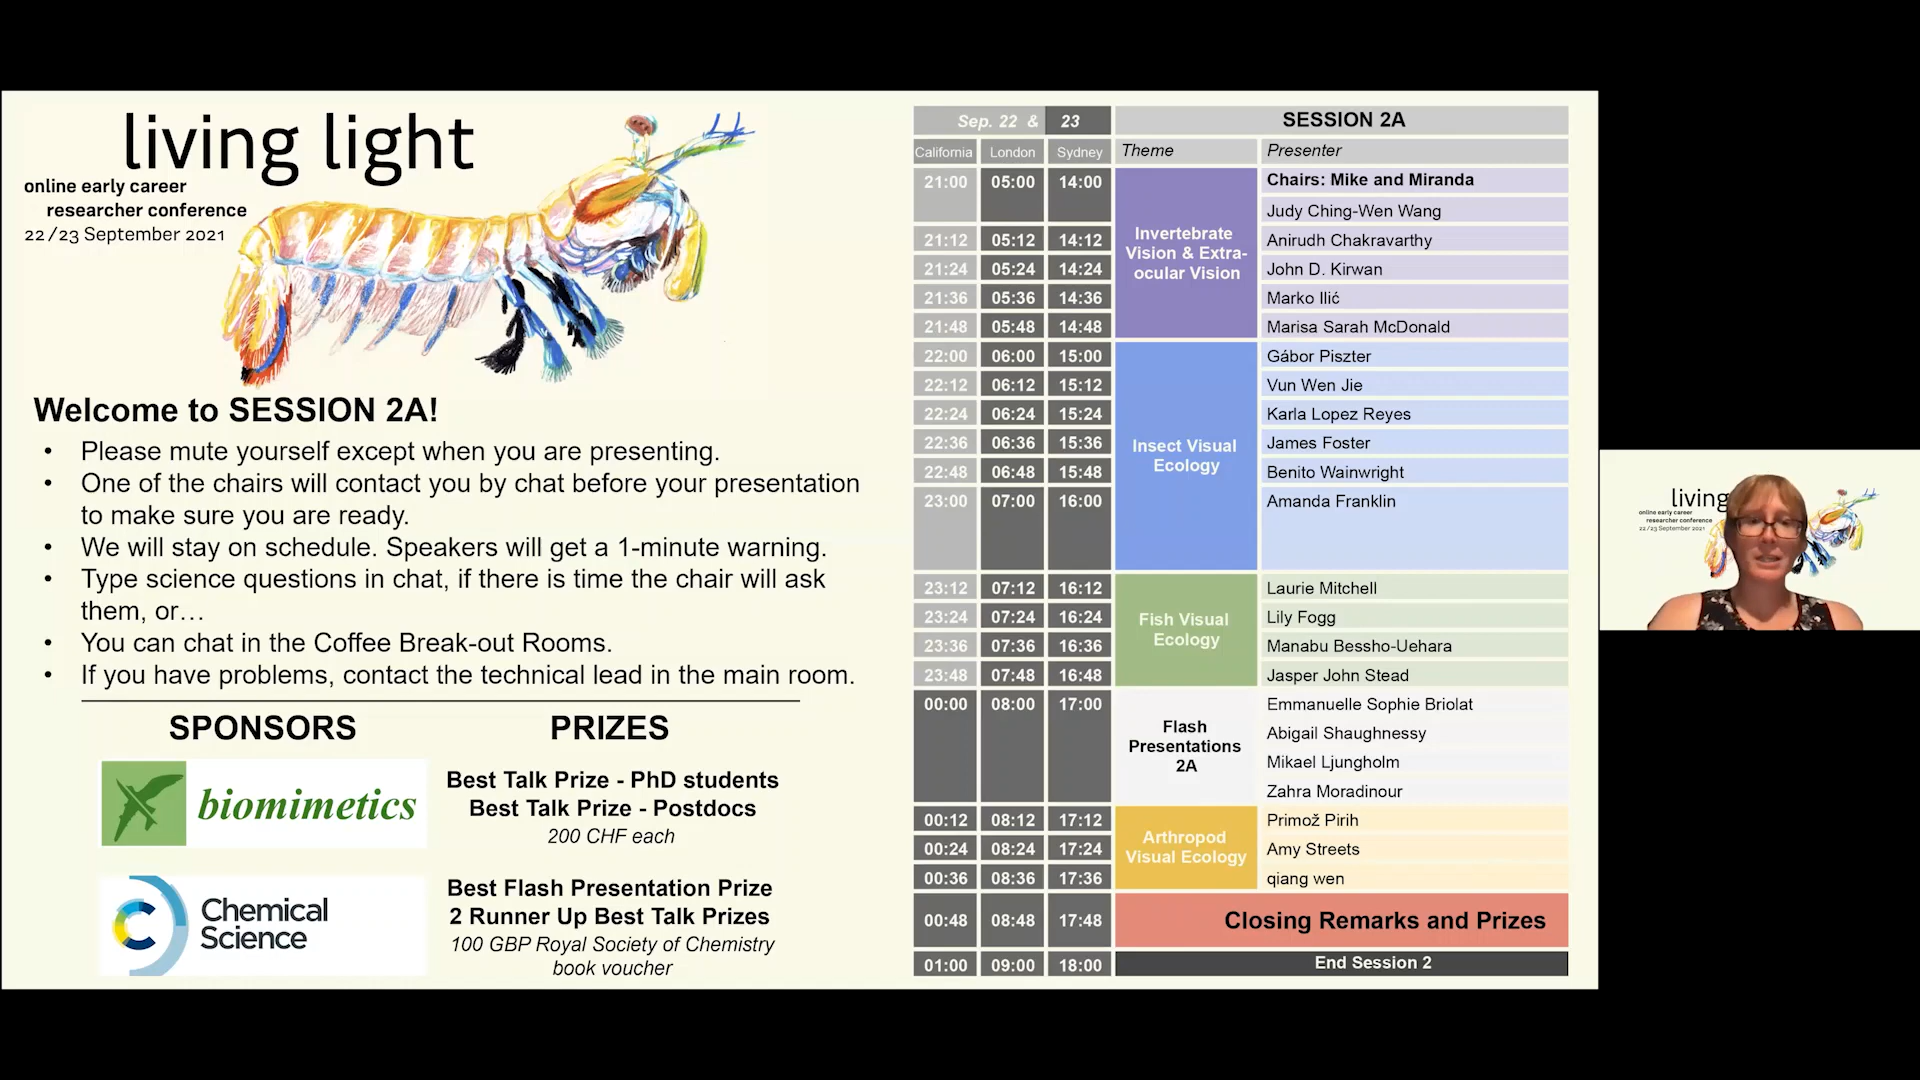 living light
online early career
researcher conference
22/23 September 2021
Welcome to SESSION 2A!
• Please mute yourself except when you are presenting.
• One of the chairs will contact you by chat before your presentation
to make sure you are ready.
• We will stay on schedule. Speakers will get a 1-minute warning.
• Type science questions in chat, if there is time the chair will ask
them, or…
• You can chat in the Coffee Break-out Rooms.
• If you have problems, contact the technical lead in the main room.
SPONSORS
biomimetics
Chemical
Science
PRIZES
Best Talk Prize - PhD students
Best Talk Prize - Postdocs
200 CHF each
Best Flash Presentation Prize
2 Runner Up Best Talk Prizes
100 GBP Royal Society of Chemistry
book voucher
Sep. 22 & 23 SESSION 2A
California London Sydney Theme Presenter
21:00 05:00 14:00 Chairs: Mike and Miranda
Judy Ching-Wen Wang
Invertebrate
Vision & Extra-
ocular Vision
21:12 05:12 14:12 Anirudh Chakravarthy
21:24 05:24 14:24 John D. Kirwan
21:36 05:36 14:36 Marko Ilić
21:48 05:48 14:48 Marisa Sarah McDonald
Insect Visual
Ecology
22:00 06:00 15:00 Gábor Piszter
22:12 06:12 15:12 Vun Wen Jie
22:24 06:24 15:24 Karla Lopez Reyes
22:36 06:36 15:36 James Foster
22:48 06:48 15:48 Benito Wainwright
23:00 07:00 16:00 Amanda Franklin
Fish Visual
Ecology
23:12 07:12 16:12 Laurie Mitchell
23:24 07:24 16:24 Lily Fogg
23:36 07:36 16:36 Manabu Bessho-Uehara
23:48 07:48 16:48 Jasper John Stead
Flash
Presentations
2A
00:00 08:00 17:00 Emmanuelle Sophie Briolat
Abigail Shaughnessy
Mikael Ljungholm
Zahra Moradinour
Arthropod
Visual Ecology
00:12 08:12 17:12 Primož Pirih
00:24 08:24 17:24 Amy Streets
00:36 08:36 17:36 qiang wen
00:48 08:48 17:48 Closing Remarks and Prizes
01:00 09:00 18:00 End Session 2
living
online early career
researcher conference
22/23 September 2021